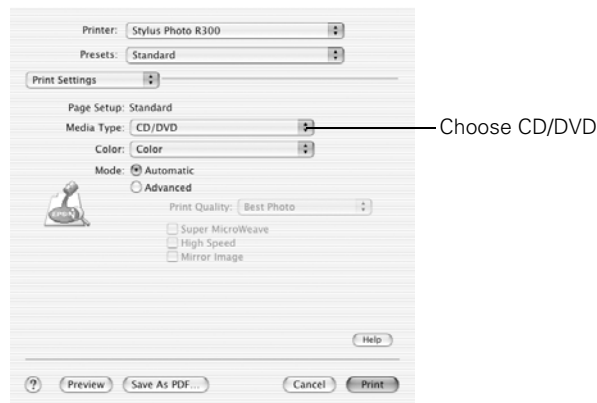 Printer: Stylus Photo R300
Presets: Standard
Print Settings
Page Setup: Standard
Media Type: CD/DVD
Choose CD/DVD
Color: Color
Mode: Automatic
Advanced
Print Quality: Best Photo
EPSON
Super MicroWeave
High Speed
Mirror Image
Help
? Preview Save As PDF... Cancel Print